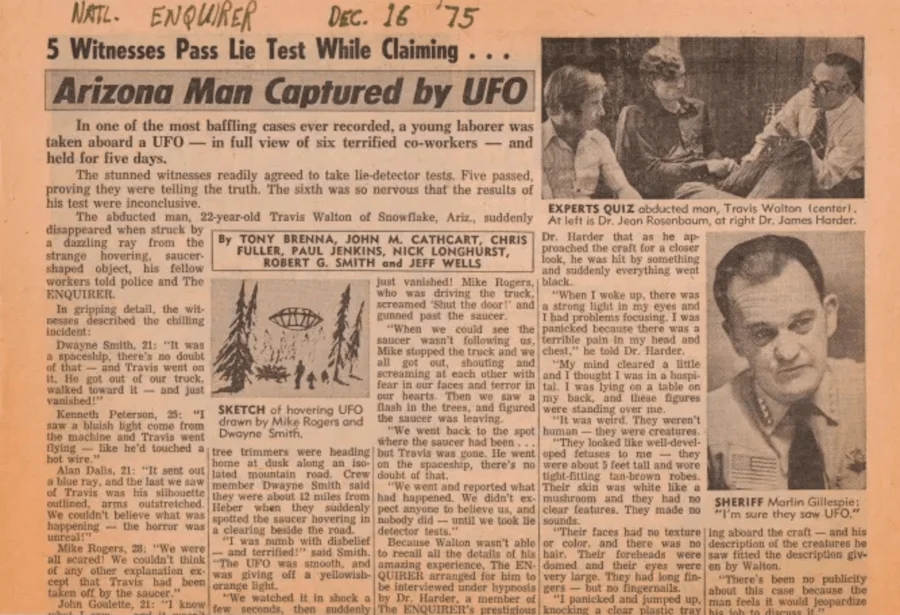 NATL. ENQUIRER DEC. 16 '75
5 Witnesses Pass Lie Test While Claiming . . .
Arizona Man Captured by UFO
In one of the most baffling cases ever recorded, a young laborer was
taken aboard a UFO — in full view of six terrified co-workers — and
held for five days.
The stunned witnesses readily agreed to take lie-detector tests. Five passed,
proving they were telling the truth. The sixth was so nervous that the results of
his test were inconclusive.
The abducted man, 22-year-old Travis Walton of Snowflake, Ariz., suddenly
disappeared when struck by
a dazzling ray from the
strange hovering, saucer-
shaped object, his fellow
workers told police and The
ENQUIRER.
In gripping detail, the wit-
nesses described the chilling
incident:
Dwayne Smith, 21: "It was
a spaceship, there's no doubt
of that — and Travis went on
it. He got out of our truck,
walked toward it — and just
vanished!"
Kenneth Peterson, 25: "I
saw a bluish light come from
the machine and Travis went
flying — like he'd touched a
hot wire."
Alan Dalis, 21: "It sent out
a blue ray, and the last we saw
of Travis was his silhouette
outlined, arms outstretched.
We couldn't believe what was
happening — the horror was
unreal!"
Mike Rogers, 28: "We were
all scared! We couldn't think
of any other explanation ex-
cept that Travis had been
taken off by the saucer."
John Goulette, 21: "I know
By TONY BRENNA, JOHN M. CATHCART, CHRIS
FULLER, PAUL JENKINS, NICK LONGHURST,
ROBERT G. SMITH and JEFF WELLS
SKETCH of hovering UFO
drawn by Mike Rogers and
Dwayne Smith.
tree trimmers were heading
home at dusk along an iso-
lated mountain road. Crew
member Dwayne Smith said
they were about 12 miles from
Heber when they suddenly
spotted the saucer hovering in
a clearing beside the road.
"I was numb with disbelief
— and terrified!" said Smith.
"The UFO was smooth, and
was giving off a yellowish-
orange light.
"We watched it in shock a
few seconds, then suddenly
just vanished! Mike Rogers,
who was driving the truck,
screamed 'Shut the door!' and
gunned past the saucer.
"When we could see the
saucer wasn't following us,
Mike stopped the truck and we
all got out, shouting and
screaming at each other with
fear in our faces and terror in
our hearts. Then we saw a
flash in the trees, and figured
the saucer was leaving.
"We went back to the spot
where the saucer had been . . .
but Travis was gone. He went
on the spaceship, there's no
doubt of that.
"We went and reported what
had happened. We didn't ex-
pect anyone to believe us, and
nobody did — until we took lie
detector tests."
Because Walton wasn't able
to recall all the details of his
amazing experience, The EN-
QUIRER arranged for him to
be interviewed under hypnosis
by Dr. Harder, a member of
The ENQUIRER's prestigious
EXPERTS QUIZ abducted man, Travis Walton (center).
At left is Dr. Jean Rosenbaum, at right Dr. James Harder.
Dr. Harder that as he ap-
proached the craft for a closer
look, he was hit by something
and suddenly everything went
black.
"When I woke up, there was
a strong light in my eyes and
I had problems focusing. I was
panicked because there was a
terrible pain in my head and
chest," he told Dr. Harder.
"My mind cleared a little
and I thought I was in a hospi-
tal. I was lying on a table on
my back, and these figures
were standing over me.
"It was weird. They weren't
human — they were creatures.
"They looked like well-devel-
oped fetuses to me — they
were about 5 feet tall and wore
tight-fitting tan-brown robes.
Their skin was white like a
mushroom and they had no
clear features. They made no
sounds.
"Their faces had no texture
or color, and there was no
hair. Their foreheads were
domed and their eyes were
very large. They had long fin-
gers — but no fingernails.
"I panicked and jumped up,
knocking a clear plastic tray
SHERIFF Marlin Gillespie:
"I'm sure they saw UFO."
ing aboard the craft — and his
description of the creatures he
saw fitted the description giv-
en by Walton.
"There's been no publicity
about this case because the
man feels it would jeopardize
his job to discuss it